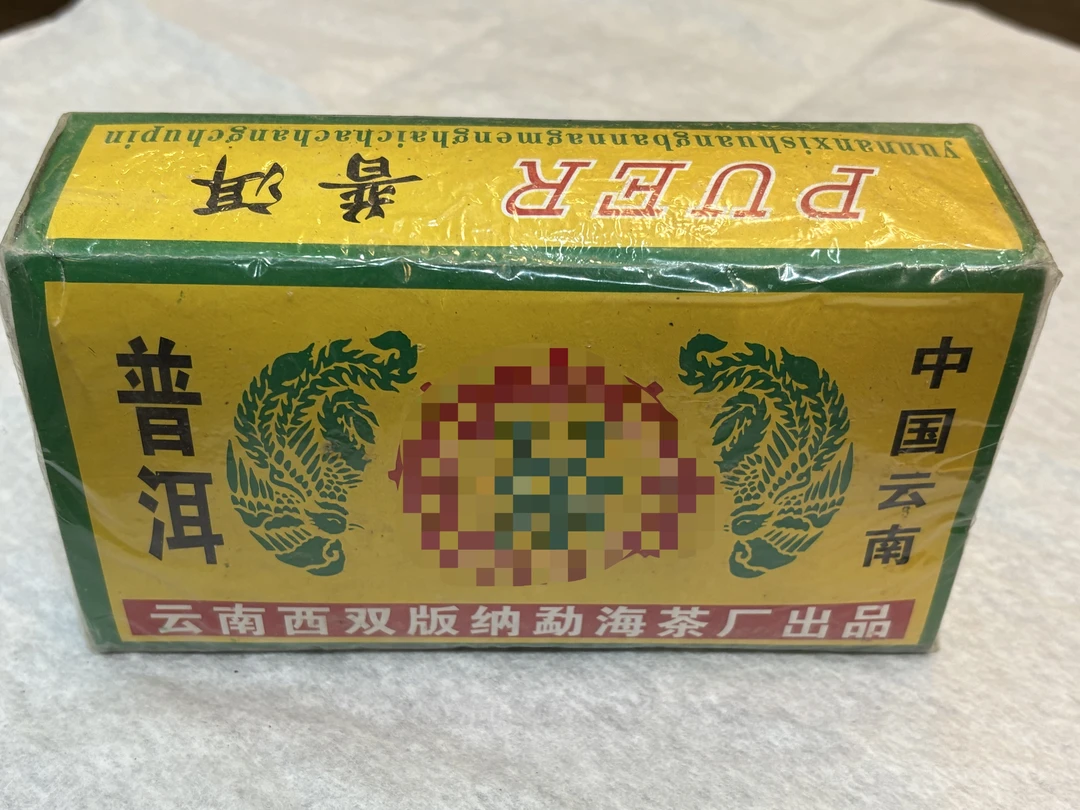 yunnanxishuangbannagmenghaichachangchupin
PUER 普洱
普洱
中国云南
云南西双版纳勐海茶厂出品